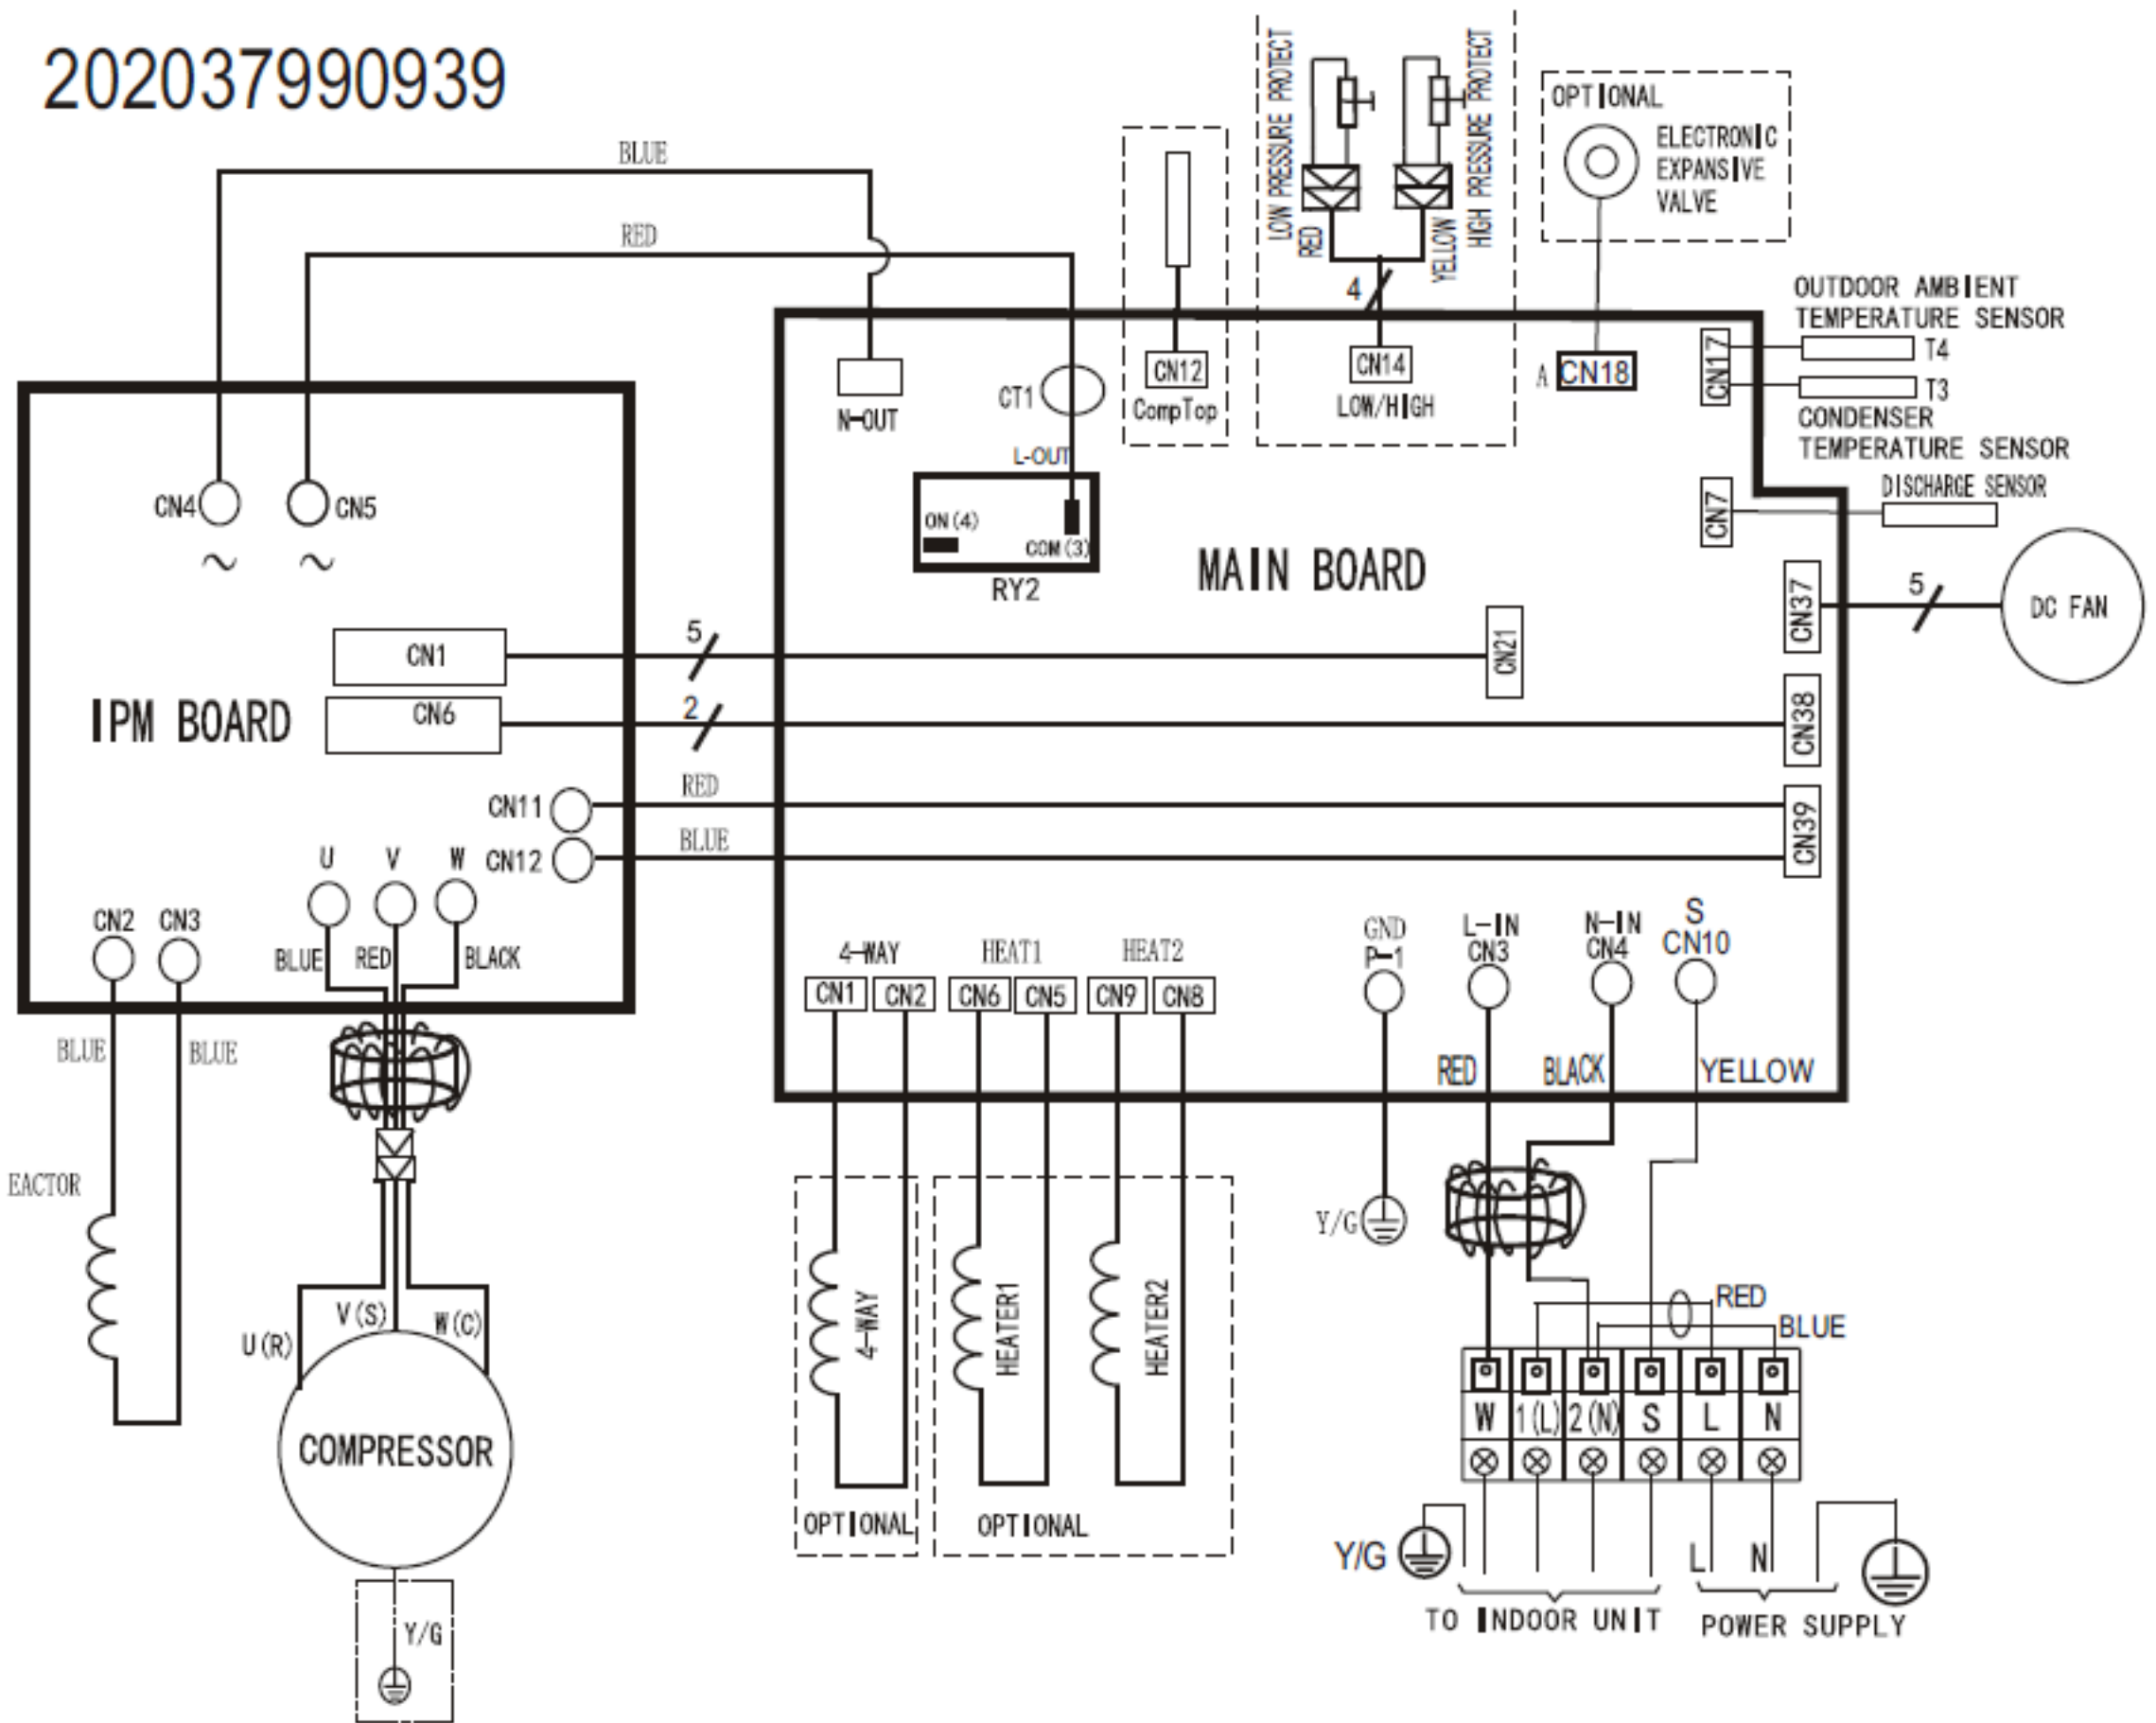 202037990939
BLUE
RED
LOW PRESSURE PROTECT
RED
YELLOW
HIGH PRESSURE PROTECT
4
OPTIONAL
ELECTRONIC
EXPANSIVE
VALVE
OUTDOOR AMBIENT
TEMPERATURE SENSOR
T4
T3
CONDENSER
TEMPERATURE SENSOR
DISCHARGE SENSOR
N-OUT
CT1
L-OUT
CN12
CompTop
CN14
LOW/HIGH
A
CN18
CN17
CN7
CN4
CN5
~
~
ON(4)
COM(3)
RY2
MAIN BOARD
CN37
5
DC FAN
CN1
5
CN21
IPM BOARD
CN6
2
CN38
CN11
RED
CN12
BLUE
CN39
U
V
W
CN2
CN3
BLUE
RED
BLACK
BLUE
BLUE
EACTOR
U(R)
V(S)
W(C)
COMPRESSOR
Y/G
4-WAY
HEAT1
HEAT2
CN1
CN2
CN6
CN5
CN9
CN8
4-WAY
HEATER1
HEATER2
OPTIONAL
OPTIONAL
GND
P-1
L-IN
CN3
N-IN
CN4
S
CN10
RED
BLACK
YELLOW
Y/G
RED
BLUE
W
1(L)
2(N)
S
L
N
Y/G
L
N
TO INDOOR UNIT
POWER SUPPLY